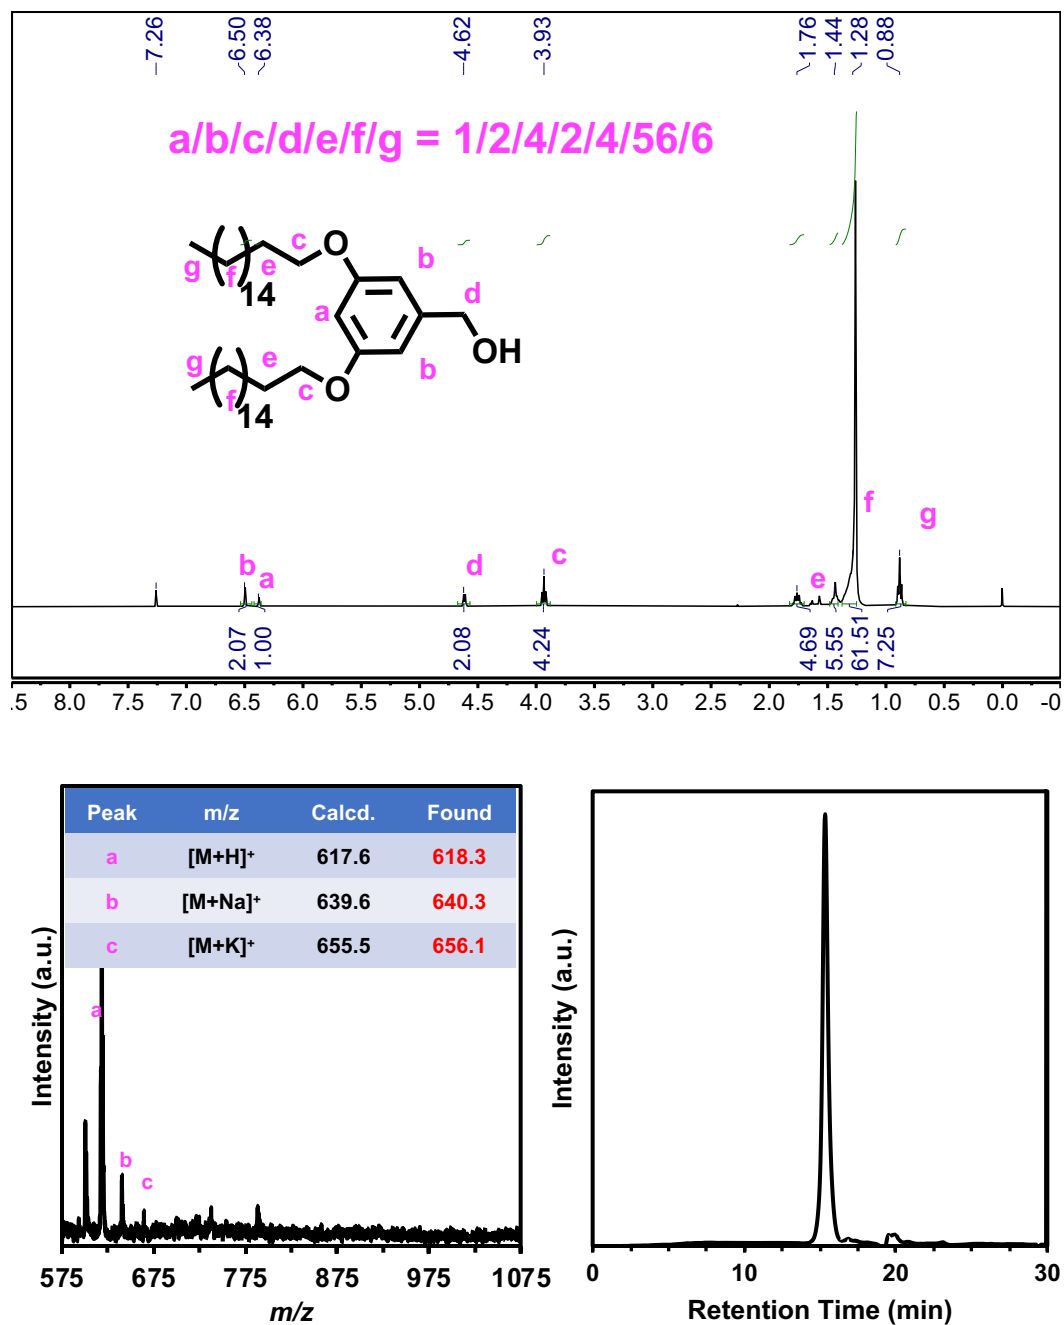 7.26 6.50 6.38 4.62 3.93 1.76 1.44 1.28 0.88
a/b/c/d/e/f/g = 1/2/4/2/4/56/6
c O
g f e b
14 d
a
OH
g e b
f c O
14
f
g
b a d c e
2.07 1.00 2.08 4.24 4.69 5.55 61.51 7.25
.5 8.0 7.5 7.0 6.5 6.0 5.5 5.0 4.5 4.0 3.5 3.0 2.5 2.0 1.5 1.0 0.5 0.0 -0
Peak m/z Calcd. Found
a [M+H]+ 617.6 618.3
b [M+Na]+ 639.6 640.3
c [M+K]+ 655.5 656.1
a
b
c
Intensity (a.u.)
575 675 775 875 975 1075
m/z
Intensity (a.u.)
0 10 20 30
Retention Time (min)